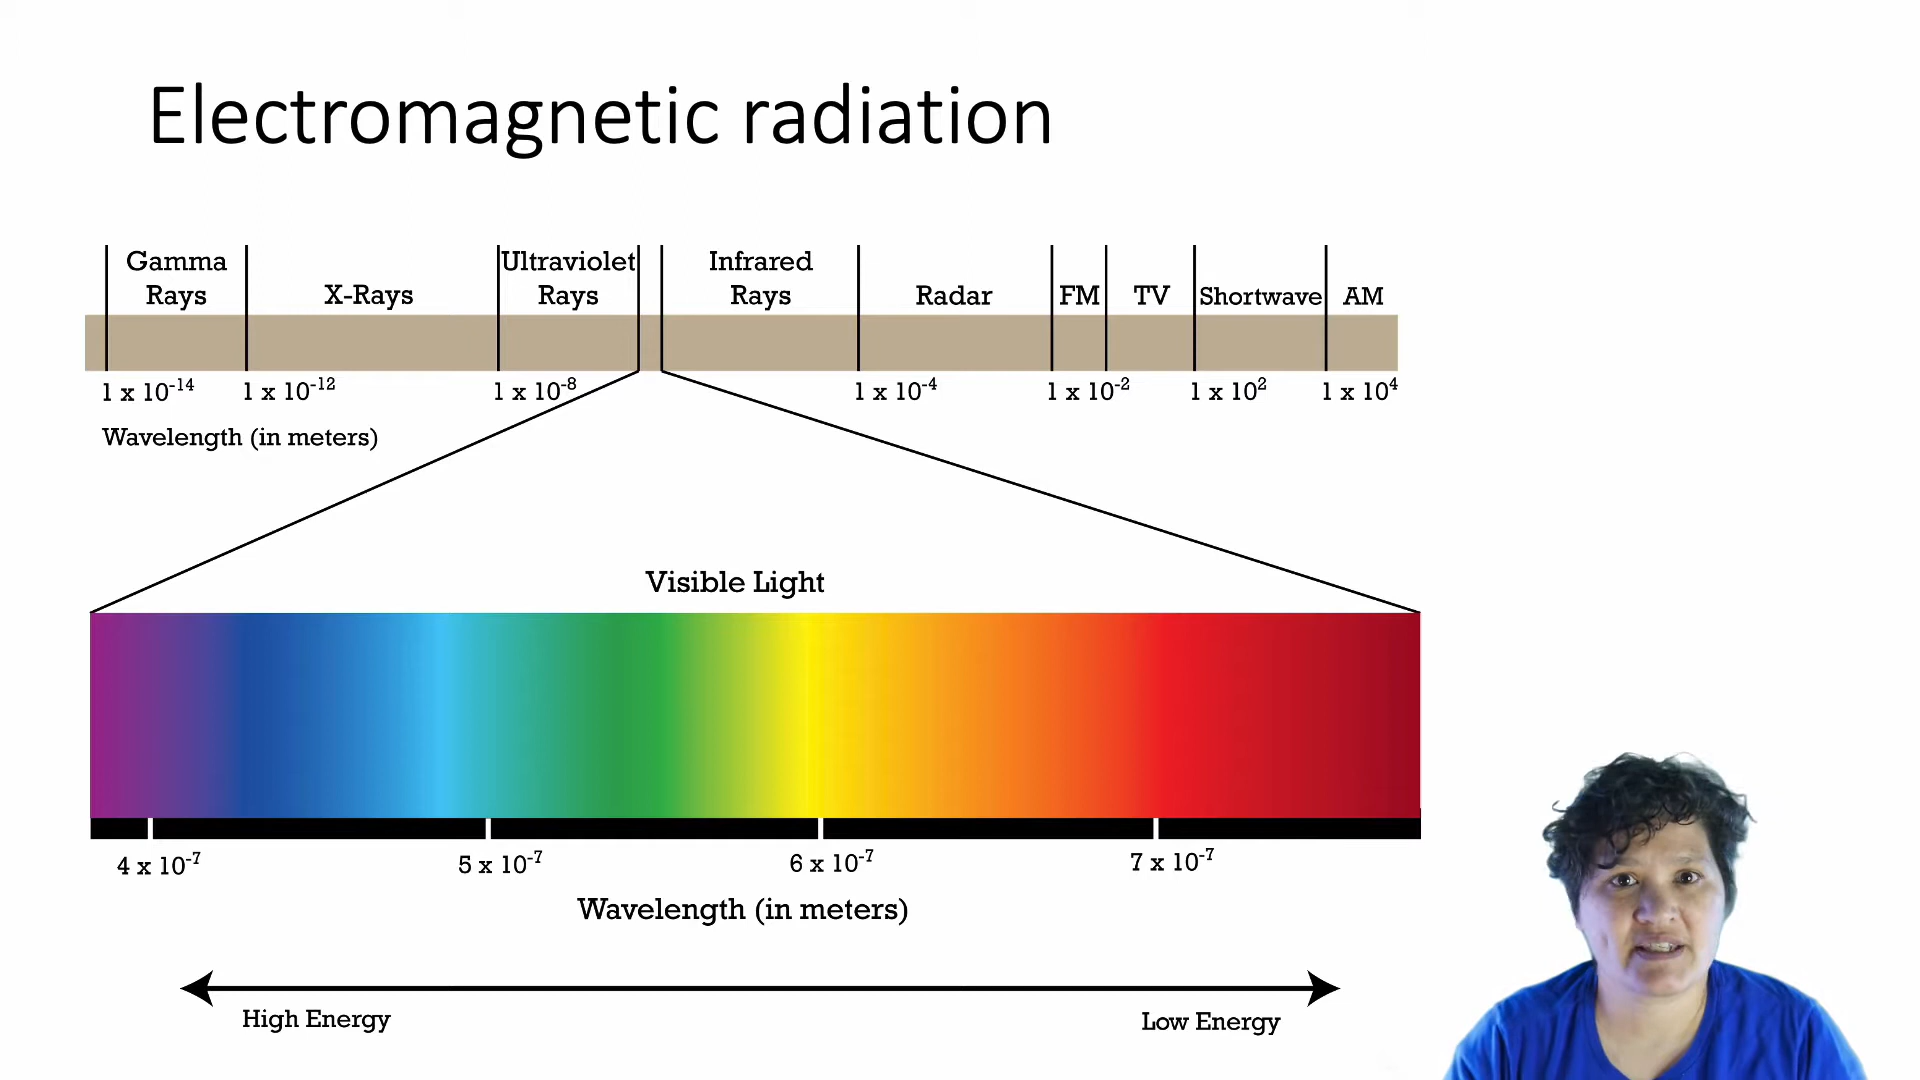 Electromagnetic radiation
Gamma Rays
X-Rays
Ultraviolet Rays
Infrared Rays
Radar
FM
TV
Shortwave
AM
1 x 10⁻¹⁴
1 x 10⁻¹²
1 x 10⁻⁸
1 x 10⁻⁴
1 x 10⁻²
1 x 10²
1 x 10⁴
Wavelength (in meters)
Visible Light
4 x 10⁻⁷
5 x 10⁻⁷
6 x 10⁻⁷
7 x 10⁻⁷
Wavelength (in meters)
High Energy
Low Energy